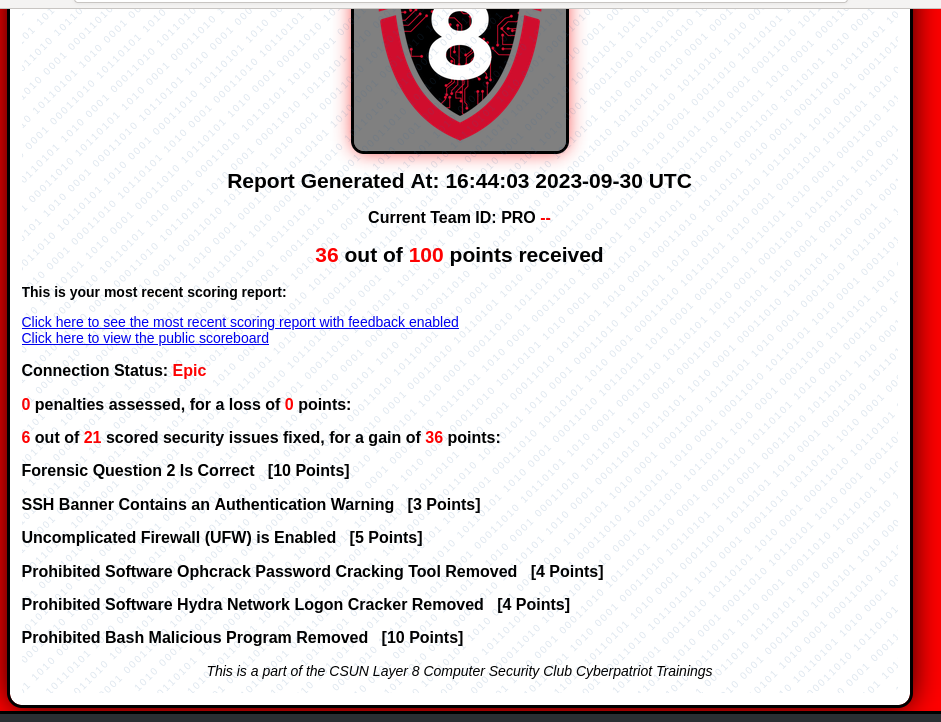 8
Report Generated At: 16:44:03 2023-09-30 UTC
Current Team ID: PRO --
36 out of 100 points received
This is your most recent scoring report:
Click here to see the most recent scoring report with feedback enabled
Click here to view the public scoreboard
Connection Status: Epic
0 penalties assessed, for a loss of 0 points:
6 out of 21 scored security issues fixed, for a gain of 36 points:
Forensic Question 2 Is Correct [10 Points]
SSH Banner Contains an Authentication Warning [3 Points]
Uncomplicated Firewall (UFW) is Enabled [5 Points]
Prohibited Software Ophcrack Password Cracking Tool Removed [4 Points]
Prohibited Software Hydra Network Logon Cracker Removed [4 Points]
Prohibited Bash Malicious Program Removed [10 Points]
This is a part of the CSUN Layer 8 Computer Security Club Cyberpatriot Trainings